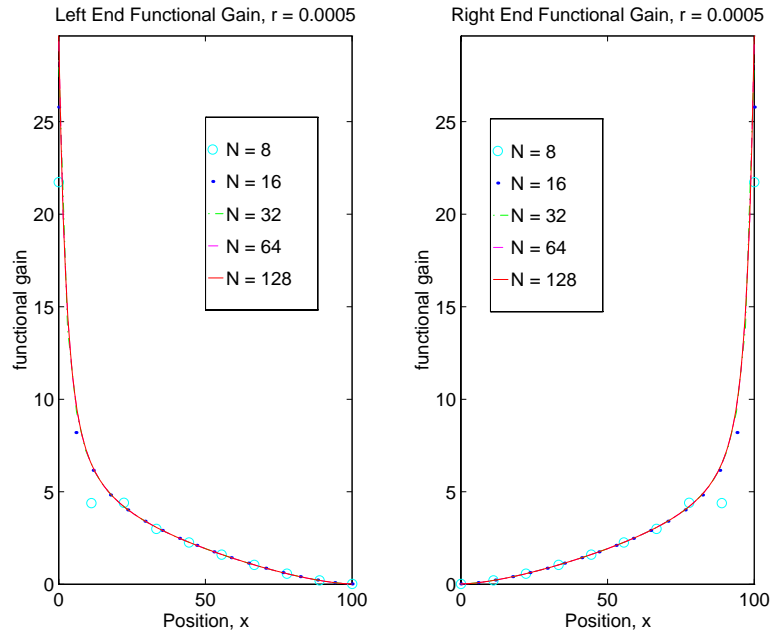 Left End Functional Gain, r = 0.0005
25
20
15
10
5
0
functional gain
N = 8
N = 16
N = 32
N = 64
N = 128
0
50
100
Position, x
Right End Functional Gain, r = 0.0005
25
20
15
10
5
0
functional gain
N = 8
N = 16
N = 32
N = 64
N = 128
0
50
100
Position, x